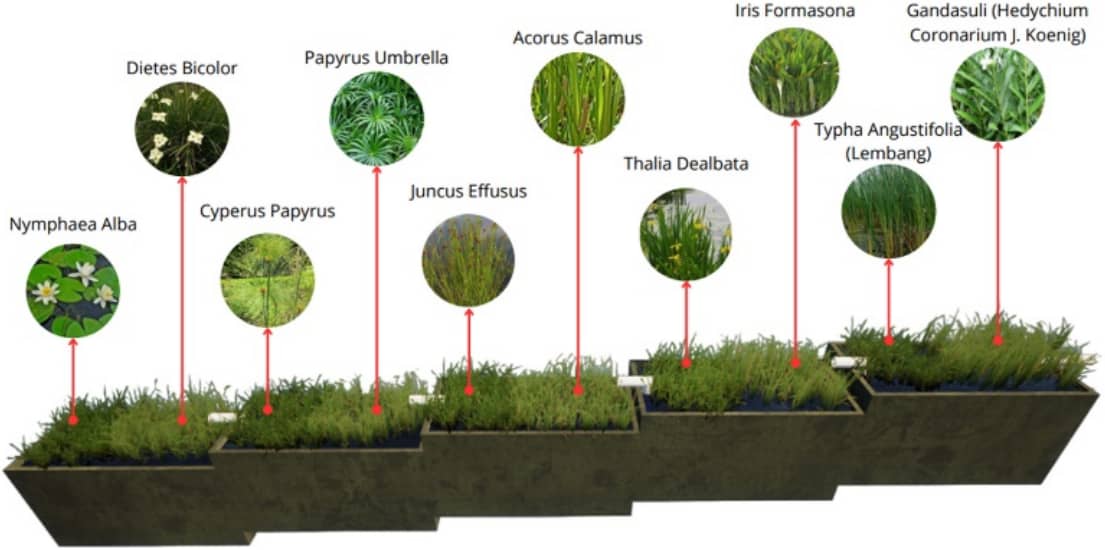 Nymphaea Alba
Dietes Bicolor
Cyperus Papyrus
Papyrus Umbrella
Juncus Effusus
Acorus Calamus
Thalia Dealbata
Iris Formasona
Typha Angustifolia
(Lembang)
Gandasuli (Hedychium
Coronarium J. Koenig)